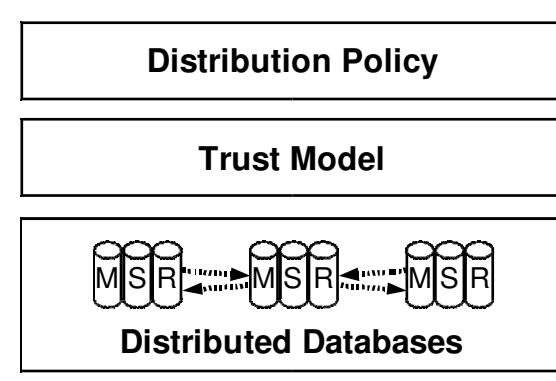 Distribution Policy
Trust Model
M S R M S R M S R
Distributed Databases